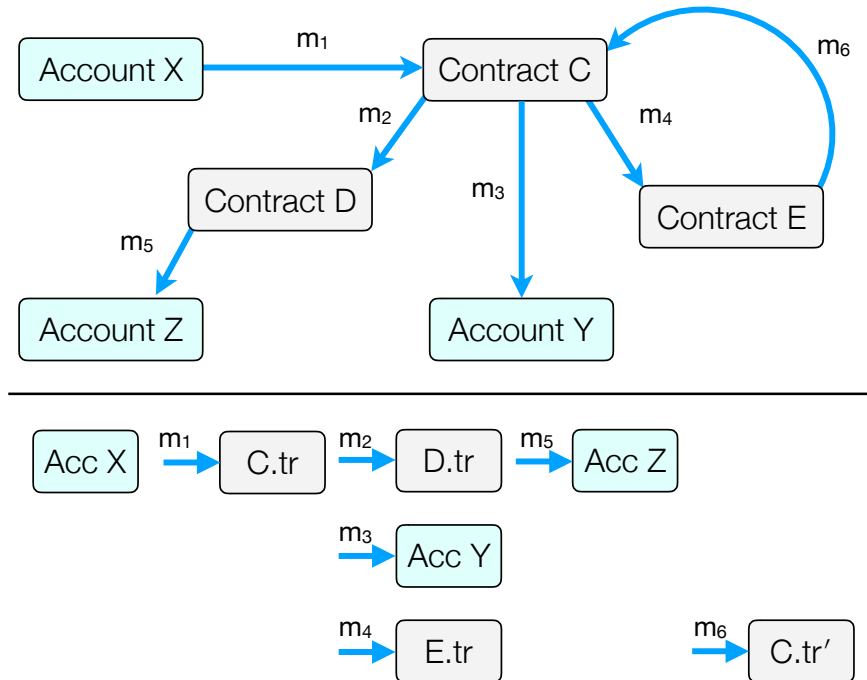 m₁
m₆
Account X
Contract C
m₂
m₄
m₃
Contract D
Contract E
m₅
Account Z
Account Y
m₁
m₂
m₅
Acc X
C.tr
D.tr
Acc Z
m₃
Acc Y
m₄
m₆
E.tr
C.tr′